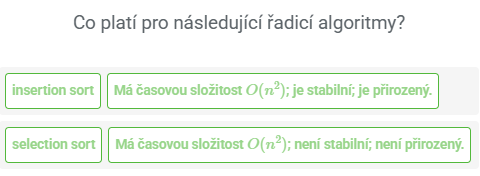 Co platí pro následující řadicí algoritmy?
insertion sort Má časovou složitost O(n²); je stabilní; je přirozený.
selection sort Má časovou složitost O(n²); není stabilní; není přirozený.